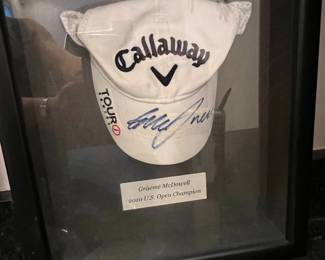 Callaway
TOUR
Graeme McDowell
2010 U.S. Open Champion